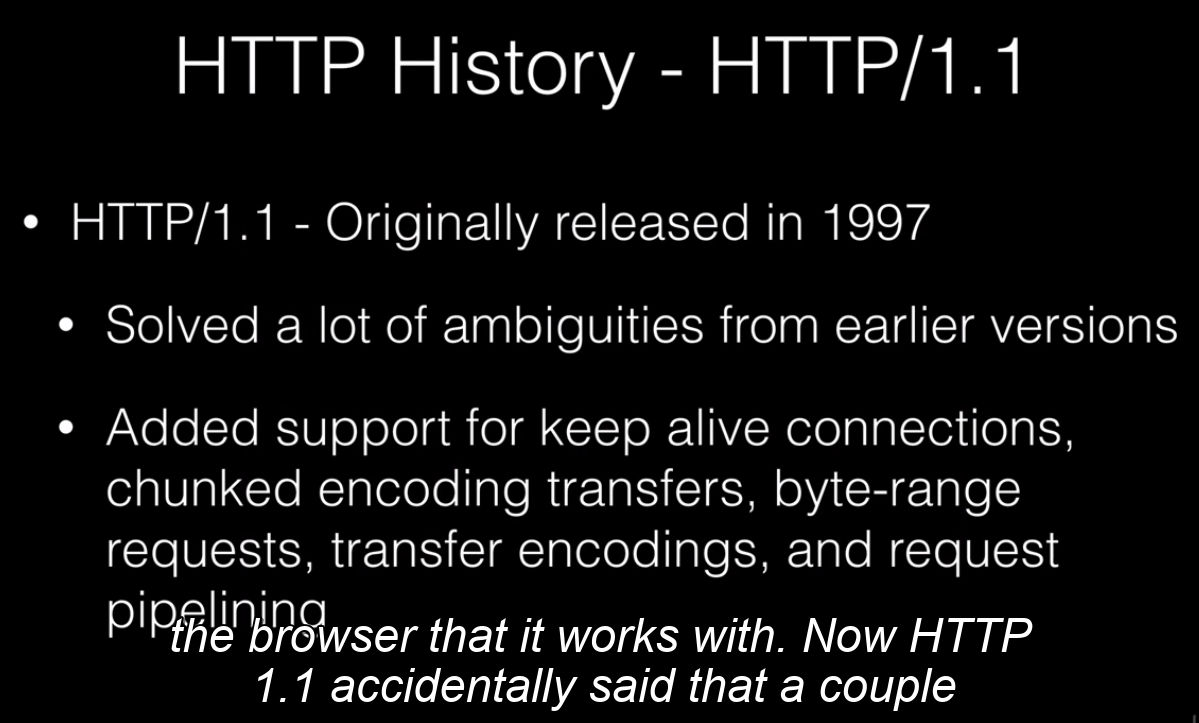 HTTP History - HTTP/1.1
• HTTP/1.1 - Originally released in 1997
• Solved a lot of ambiguities from earlier versions
• Added support for keep alive connections,
chunked encoding transfers, byte-range
requests, transfer encodings, and request
pipelining
the browser that it works with. Now HTTP
1.1 accidentally said that a couple